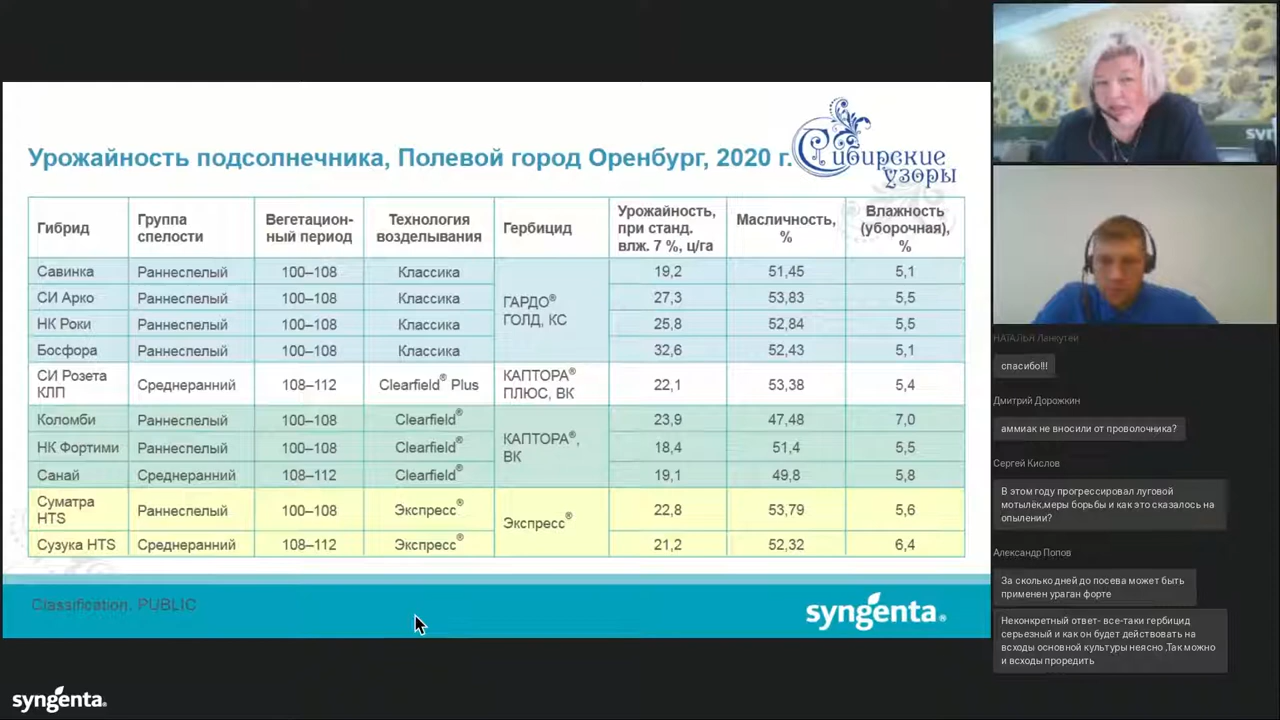 Урожайность подсолнечника, Полевой город Оренбург, 2020 г.
Сибирские
узоры
Гибрид
Группа
спелости
Вегетацион-
ный период
Технология
возделывания
Гербицид
Урожайность,
при станд.
влж. 7 %, ц/га
Масличность,
%
Влажность
(уборочная),
%
Савинка Раннеспелый 100–108 Классика 19,2 51,45 5,1
СИ Арко Раннеспелый 100–108 Классика 27,3 53,83 5,5
ГАРДО®
ГОЛД, КС
НК Роки Раннеспелый 100–108 Классика 25,8 52,84 5,5
Босфора Раннеспелый 100–108 Классика 32,6 52,43 5,1
СИ Розета
КЛП
Среднеранний 108–112 Clearfield® Plus
КАПТОРА®
ПЛЮС, ВК
22,1 53,38 5,4
Коломби Раннеспелый 100–108 Clearfield® 23,9 47,48 7,0
КАПТОРА®,
ВК
НК Фортими Раннеспелый 100–108 Clearfield® 18,4 51,4 5,5
Санай Среднеранний 108–112 Clearfield® 19,1 49,8 5,8
Суматра
HTS
Раннеспелый 100–108 Экспресс® 22,8 53,79 5,6
Экспресс®
Сузука HTS Среднеранний 108–112 Экспресс® 21,2 52,32 6,4
Classification: PUBLIC
syngenta®
syngenta®
syn
НАТАЛЬЯ
спасибо!!!
Дмитрий Дорожкин
аммиак не вносили от проволочника?
Сергей Кислов
В этом году прогрессировал луговой
мотылёк,меры борьбы и как это сказалось на
опылении?
Александр Попов
За сколько дней до посева может быть
применен ураган форте
Неконкретный ответ- все-таки гербицид
серьезный и как он будет действовать на
всходы основной культуры неясно .Так можно
и всходы проредить